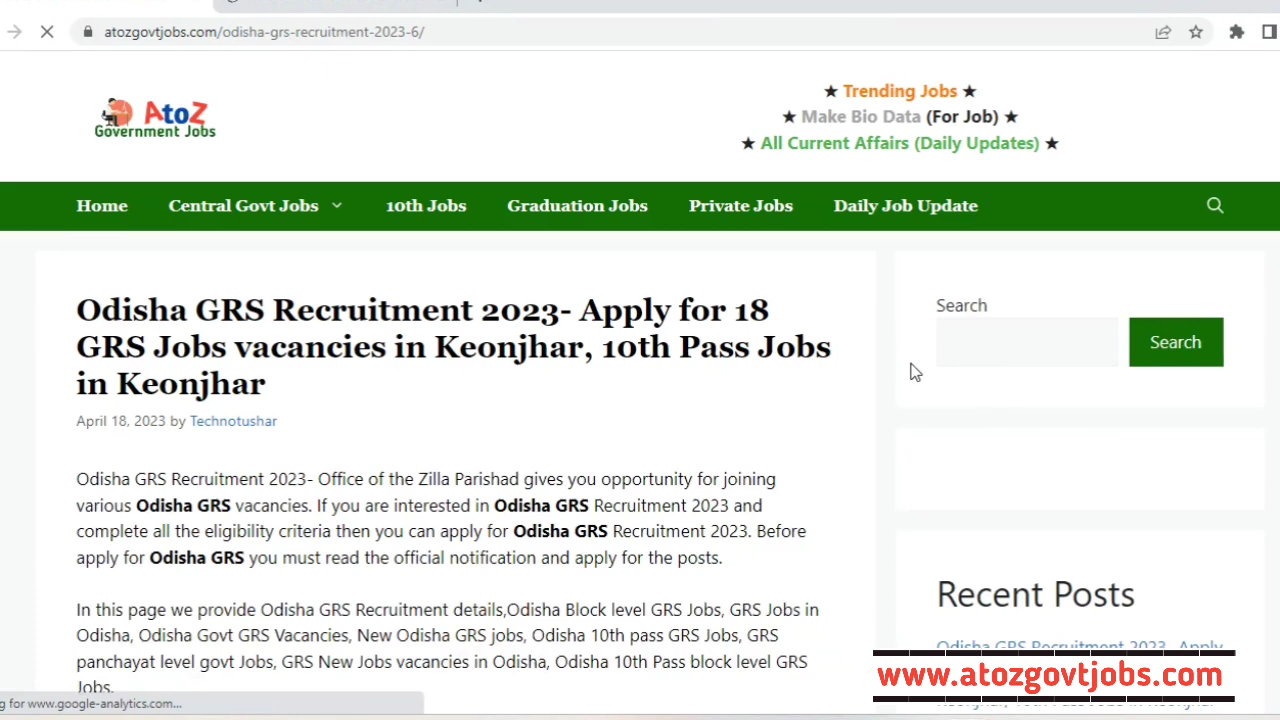 atozgovtjobs.com/odisha-grs-recruitment-2023-6/
AtoZ
Government Jobs
★ Trending Jobs ★
★ Make Bio Data (For Job) ★
★ All Current Affairs (Daily Updates) ★
Home Central Govt Jobs 10th Jobs Graduation Jobs Private Jobs Daily Job Update
Odisha GRS Recruitment 2023- Apply for 18
GRS Jobs vacancies in Keonjhar, 10th Pass Jobs
in Keonjhar
April 18, 2023 by Technotushar
Odisha GRS Recruitment 2023- Office of the Zilla Parishad gives you opportunity for joining
various Odisha GRS vacancies. If you are interested in Odisha GRS Recruitment 2023 and
complete all the eligibility criteria then you can apply for Odisha GRS Recruitment 2023. Before
apply for Odisha GRS you must read the official notification and apply for the posts.
In this page we provide Odisha GRS Recruitment details,Odisha Block level GRS Jobs, GRS Jobs in
Odisha, Odisha Govt GRS Vacancies, New Odisha GRS jobs, Odisha 10th pass GRS Jobs, GRS
panchayat level govt Jobs, GRS New Jobs vacancies in Odisha, Odisha 10th Pass block level GRS
Jobs.
Search
Search
Recent Posts
Odisha GRS Recruitment 2023- Apply
www.atozgovtjobs.com
Keonjhar, 10th Pass Jobs in Keonjhar
g for www.google-analytics.com...